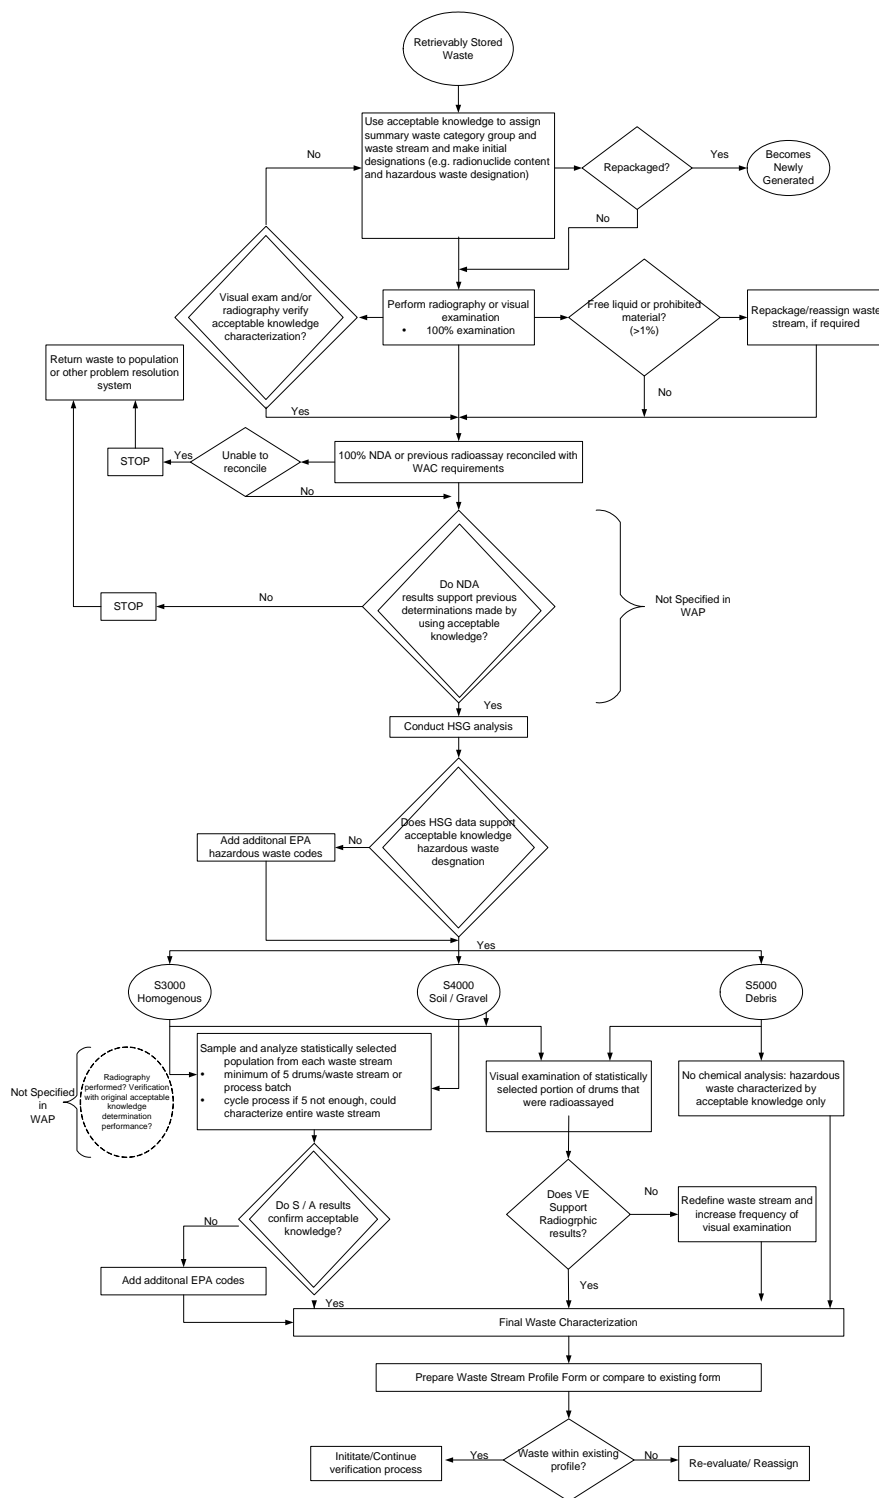 Retrievably Stored
Waste
Use acceptable knowledge to assign
summary waste category group and
waste stream and make initial
designations (e.g. radionuclide content
and hazardous waste designation)
No
Repackaged?
Yes
Becomes
Newly
Generated
No
Visual exam and/or
radiography verify
acceptable knowledge
characterization?
Perform radiography or visual
examination
• 100% examination
Free liquid or prohibited
material?
(>1%)
Repackage/reassign waste
stream, if required
Return waste to population
or other problem resolution
system
No
Yes
STOP
Yes
Unable to
reconcile
100% NDA or previous radioassay reconciled with
WAC requirements
No
Do NDA
results support previous
determinations made by
using acceptable
knowledge?
No
STOP
Not Specified in
WAP
Yes
Conduct HSG analysis
Does HSG data support
acceptable knowledge
hazardous waste
desgnation
No
Add additonal EPA
hazardous waste codes
Yes
S3000
Homogenous
S4000
Soil / Gravel
S5000
Debris
Not Specified
in
WAP
Radiography
performed? Verification
with original acceptable
knowledge
determination
performance?
Sample and analyze statistically selected
population from each waste stream
• minimum of 5 drums/waste stream or
process batch
• cycle process if 5 not enough, could
characterize entire waste stream
Visual examination of statistically
selected portion of drums that
were radioassayed
No chemical analysis: hazardous
waste characterized by
acceptable knowledge only
Do S / A results
confirm acceptable
knowledge?
No
Add additonal EPA codes
Yes
Does VE
Support
Radiogrphic
results?
No
Redefine waste stream and
increase frequency of
visual examination
Yes
Final Waste Characterization
Prepare Waste Stream Profile Form or compare to existing form
Waste within existing
profile?
Yes
Inititate/Continue
verification process
No
Re-evaluate/ Reassign